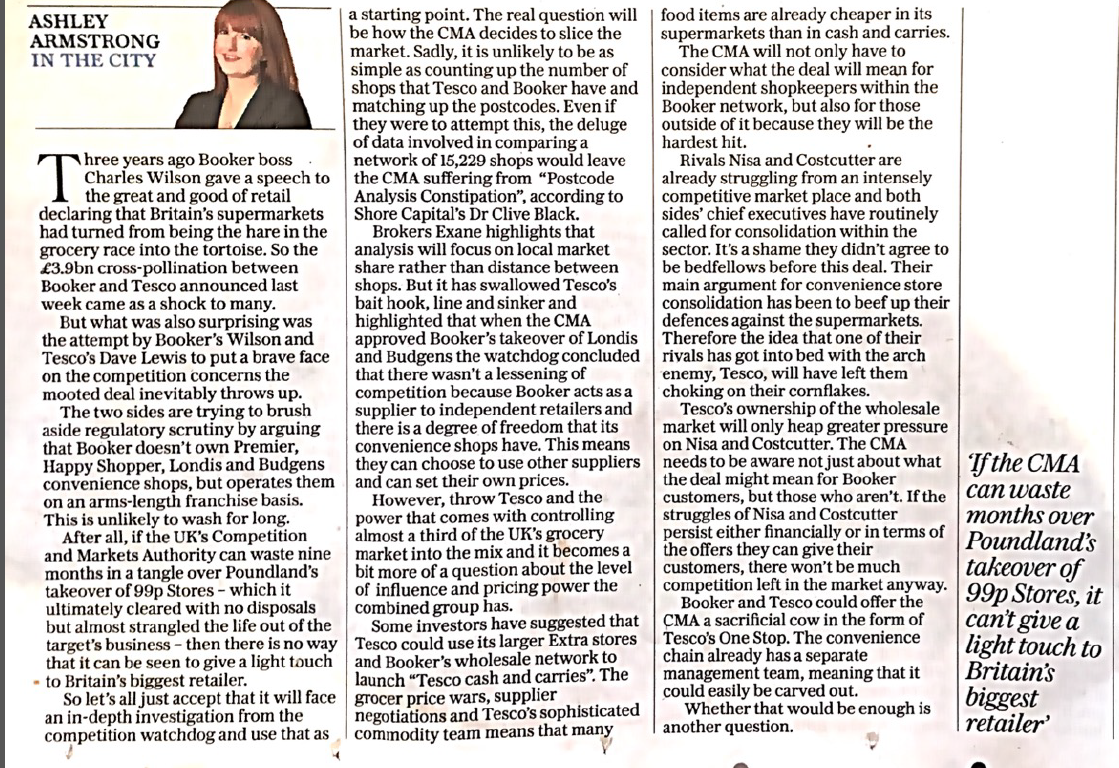 ASHLEY
ARMSTRONG
IN THE CITY
Three years ago Booker boss
Charles Wilson gave a speech to
the great and good of retail
declaring that Britain's supermarkets
had turned from being the hare in the
grocery race into the tortoise. So the
£3.9bn cross-pollination between
Booker and Tesco announced last
week came as a shock to many.
But what was also surprising was
the attempt by Booker's Wilson and
Tesco's Dave Lewis to put a brave face
on the competition concerns the
mooted deal inevitably throws up.
The two sides are trying to brush
aside regulatory scrutiny by arguing
that Booker doesn't own Premier,
Happy Shopper, Londis and Budgens
convenience shops, but operates them
on an arms-length franchise basis.
This is unlikely to wash for long.
After all, if the UK's Competition
and Markets Authority can waste nine
months in a tangle over Poundland's
takeover of 99p Stores – which it
ultimately cleared with no disposals
but almost strangled the life out of the
target's business – then there is no way
that it can be seen to give a light touch
to Britain's biggest retailer.
So let's all just accept that it will face
an in-depth investigation from the
competition watchdog and use that as
a starting point. The real question will
be how the CMA decides to slice the
market. Sadly, it is unlikely to be as
simple as counting up the number of
shops that Tesco and Booker have and
matching up the postcodes. Even if
they were to attempt this, the deluge
of data involved in comparing a
network of 15,229 shops would leave
the CMA suffering from "Postcode
Analysis Constipation", according to
Shore Capital's Dr Clive Black.
Brokers Exane highlights that
analysis will focus on local market
share rather than distance between
shops. But it has swallowed Tesco's
bait hook, line and sinker and
highlighted that when the CMA
approved Booker's takeover of Londis
and Budgens the watchdog concluded
that there wasn't a lessening of
competition because Booker acts as a
supplier to independent retailers and
there is a degree of freedom that its
convenience shops have. This means
they can choose to use other suppliers
and can set their own prices.
However, throw Tesco and the
power that comes with controlling
almost a third of the UK's grocery
market into the mix and it becomes a
bit more of a question about the level
of influence and pricing power the
combined group has.
Some investors have suggested that
Tesco could use its larger Extra stores
and Booker's wholesale network to
launch "Tesco cash and carries". The
grocer price wars, supplier
negotiations and Tesco's sophisticated
commodity team means that many
food items are already cheaper in its
supermarkets than in cash and carries.
The CMA will not only have to
consider what the deal will mean for
independent shopkeepers within the
Booker network, but also for those
outside of it because they will be the
hardest hit.
Rivals Nisa and Costcutter are
already struggling from an intensely
competitive market place and both
sides' chief executives have routinely
called for consolidation within the
sector. It's a shame they didn't agree to
be bedfellows before this deal. Their
main argument for convenience store
consolidation has been to beef up their
defences against the supermarkets.
Therefore the idea that one of their
rivals has got into bed with the arch
enemy, Tesco, will have left them
choking on their cornflakes.
Tesco's ownership of the wholesale
market will only heap greater pressure
on Nisa and Costcutter. The CMA
needs to be aware not just about what
the deal might mean for Booker
customers, but those who aren't. If the
struggles of Nisa and Costcutter
persist either financially or in terms of
the offers they can give their
customers, there won't be much
competition left in the market anyway.
Booker and Tesco could offer the
CMA a sacrificial cow in the form of
Tesco's One Stop. The convenience
chain already has a separate
management team, meaning that it
could easily be carved out.
Whether that would be enough is
another question.
'If the CMA
can waste
months over
Poundland's
takeover of
99p Stores, it
can't give a
light touch to
Britain's
biggest
retailer'